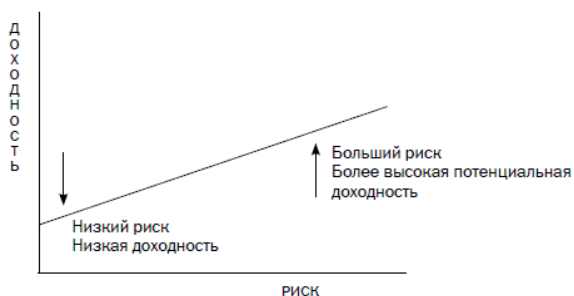 ДОХОДНОСТЬ
Больший риск
Более высокая потенциальная
доходность
Низкий риск
Низкая доходность
РИСК